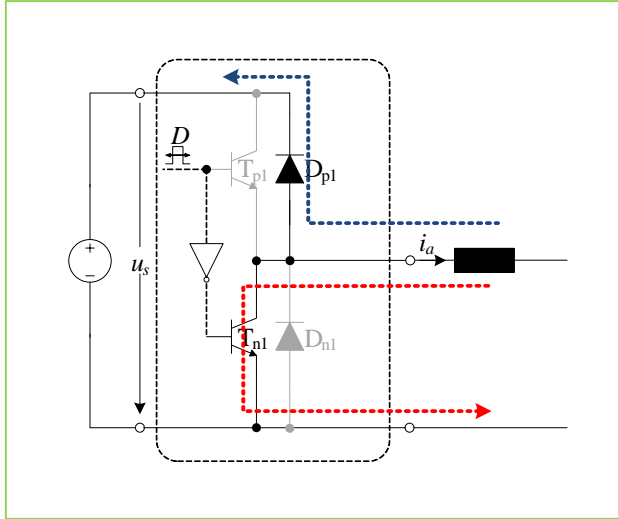 D
T_p1
D_p1
+
−
u_s
i_a
T_n1
D_n1